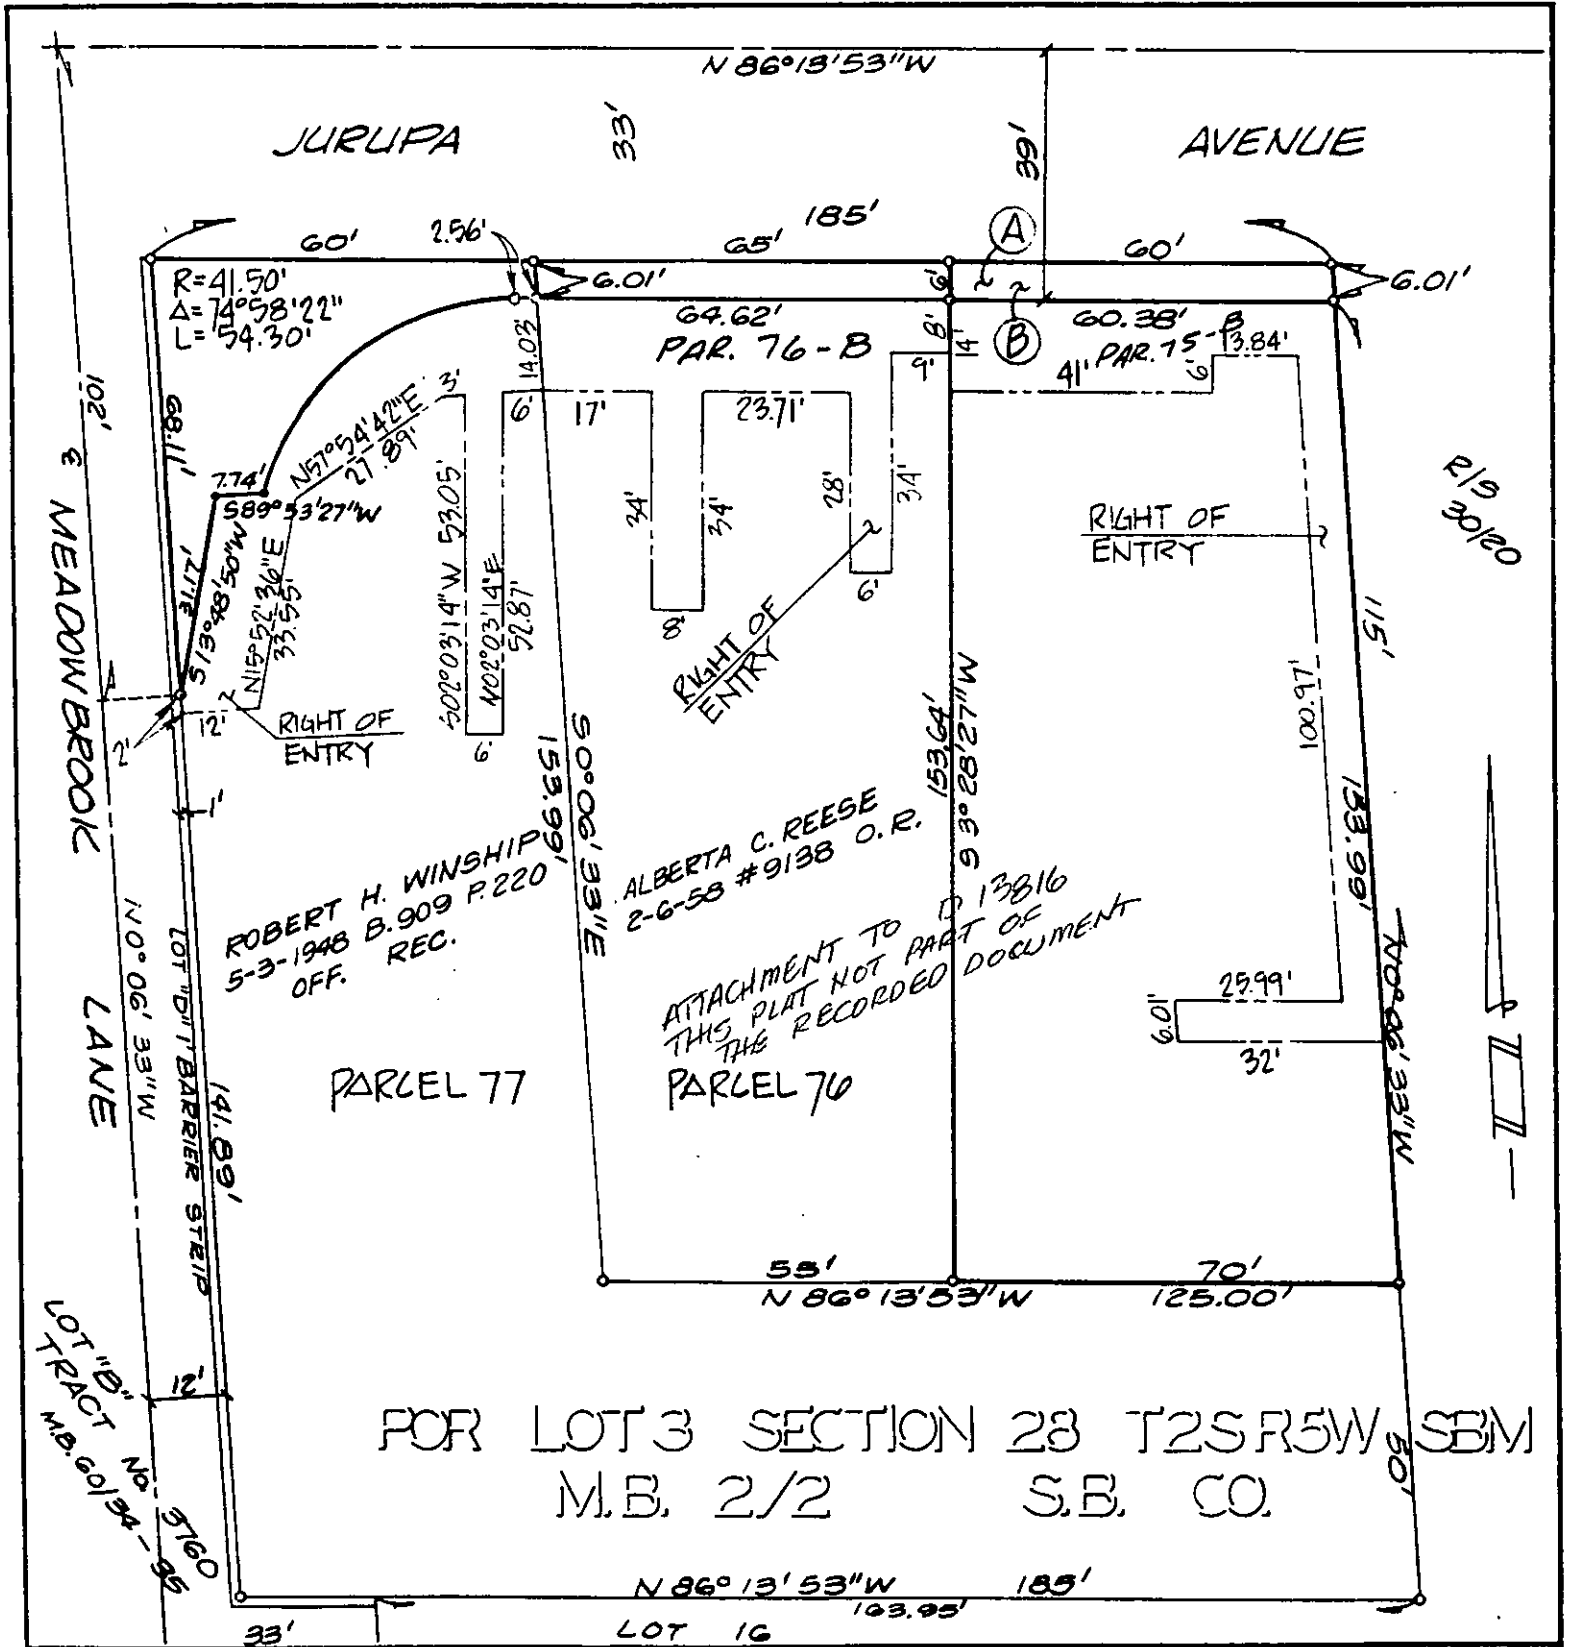 N 86°13'53"W
JURUPA
33'
39'
AVENUE
185'
60'
2.56'
65'
A
60'
R=41.50'
Δ=74°58'22"
L=54.30'
6.01'
6'
6.01'
64.62'
PAR. 76-B
8'
14'
B
60.38'
PAR. 75-B
13.84'
14.03'
9'
41'
6'
3'
6'
17'
23.71'
102'
68.11'
N57°54'42"E
27.89'
7.74'
S89°53'27"W
34'
34'
28'
34'
R/S
30/20
RIGHT OF
ENTRY
S13°48'50"W
N15°52'36"E
33.55'
S02°03'14"W 53.05'
N02°03'14"E
52.87'
8'
6'
115'
RIGHT OF
ENTRY
MEADOWBROOK
2'
12'
RIGHT OF
ENTRY
6'
1'
S0°06'33"E
153.99'
153.64'
S 3°28'27"W
100.97'
153.99'
N0°06'33"W
ROBERT H. WINSHIP
5-3-1948 B.909 P.220
OFF. REC.
ALBERTA C. REESE
2-6-58 #9138 O.R.
ATTACHMENT TO D 13816
THIS PLAT NOT PART OF
THE RECORDED DOCUMENT
25.99'
6.01'
32'
LANE
N0°06'33"W
LOT "D" 1' BARRIER STRIP
141.89'
PARCEL 77
PARCEL 76
55'
N 86°13'53"W
70'
125.00'
LOT "B"
TRACT No. 3760
M.B. 60/34-35
12'
POR LOT 3 SECTION 28 T2S R5W SBM
M.B. 2/2 S.B. CO.
50'
N 86°13'53"W
185'
163.95'
33'
LOT 16